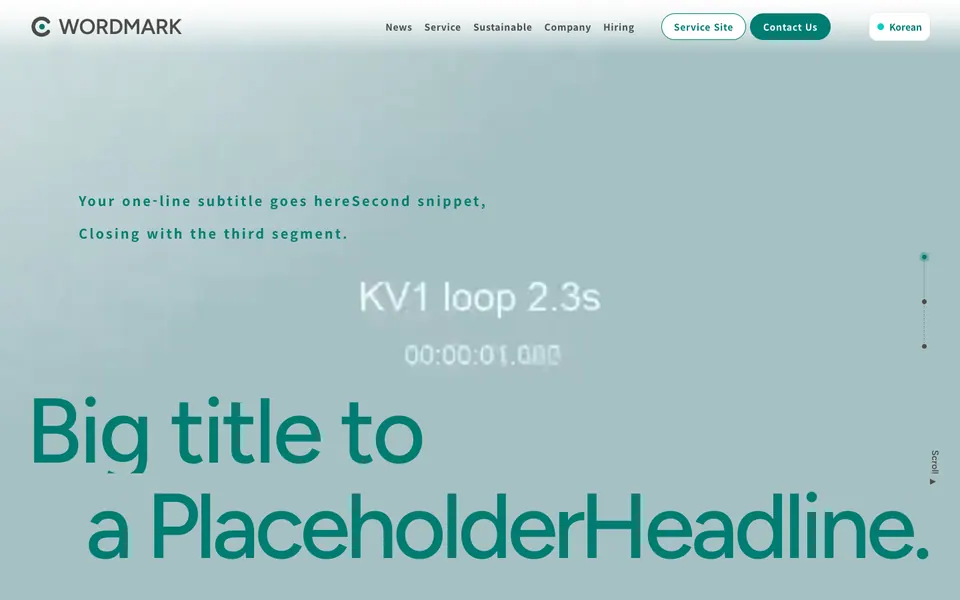 WORDMARK
News Service Sustainable Company Hiring Service Site Contact Us Korean
Your one-line subtitle goes hereSecond snippet,
Closing with the third segment.
KV1 loop 2.3s
Big title to
a PlaceholderHeadline.
Scroll ▲